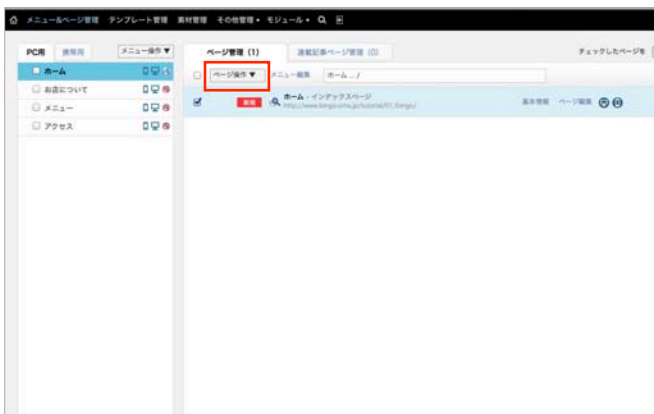 メニュー&ページ管理 テンプレート管理 素材管理 その他管理 モジュール
PC用 携帯用 メニュー操作▼
ホーム
お店について
メニュー
アクセス
ページ管理 (1) 連載記事ページ管理 (0) チェックしたページを
ページ操作 ▼ メニュー編集 ホーム .. /
ホーム - インデックスページ
基本情報 ページ編集